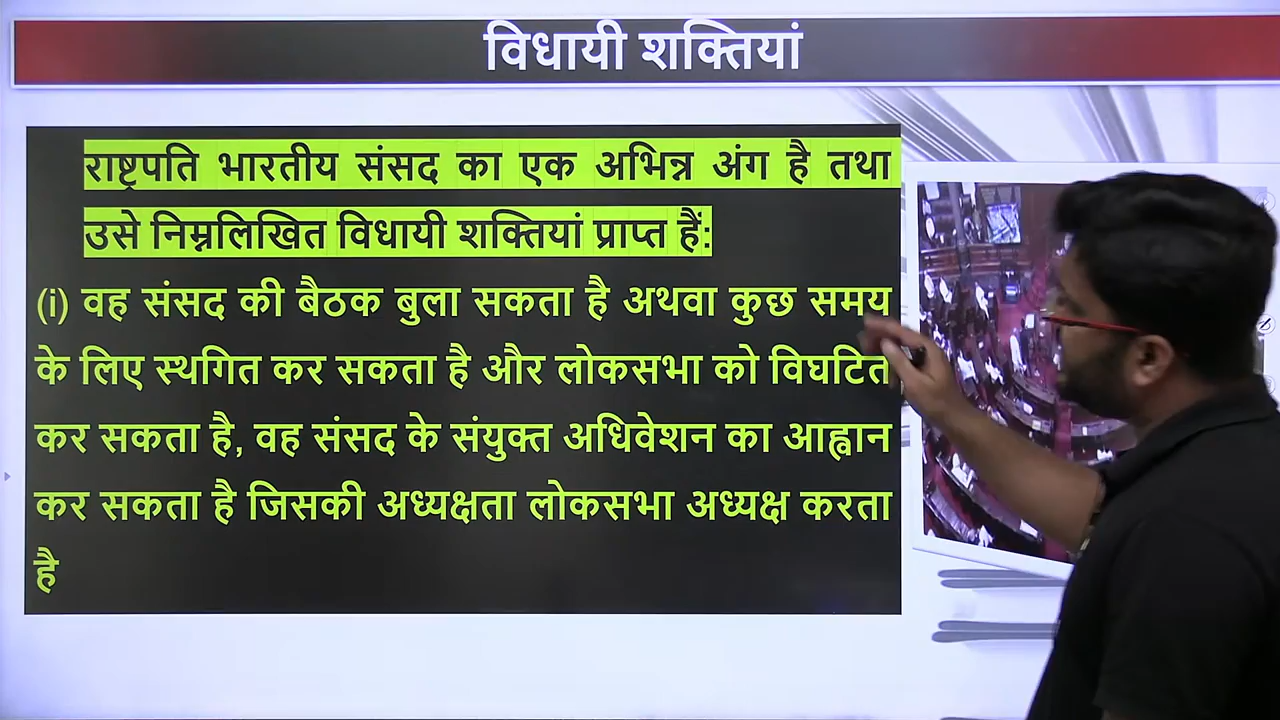 विधायी शक्तियां
राष्ट्रपति भारतीय संसद का एक अभिन्न अंग है तथा
उसे निम्नलिखित विधायी शक्तियां प्राप्त हैं:
(i) वह संसद की बैठक बुला सकता है अथवा कुछ समय
के लिए स्थगित कर सकता है और लोकसभा को विघटित
कर सकता है, वह संसद के संयुक्त अधिवेशन का आह्वान
कर सकता है जिसकी अध्यक्षता लोकसभा अध्यक्ष करता
है